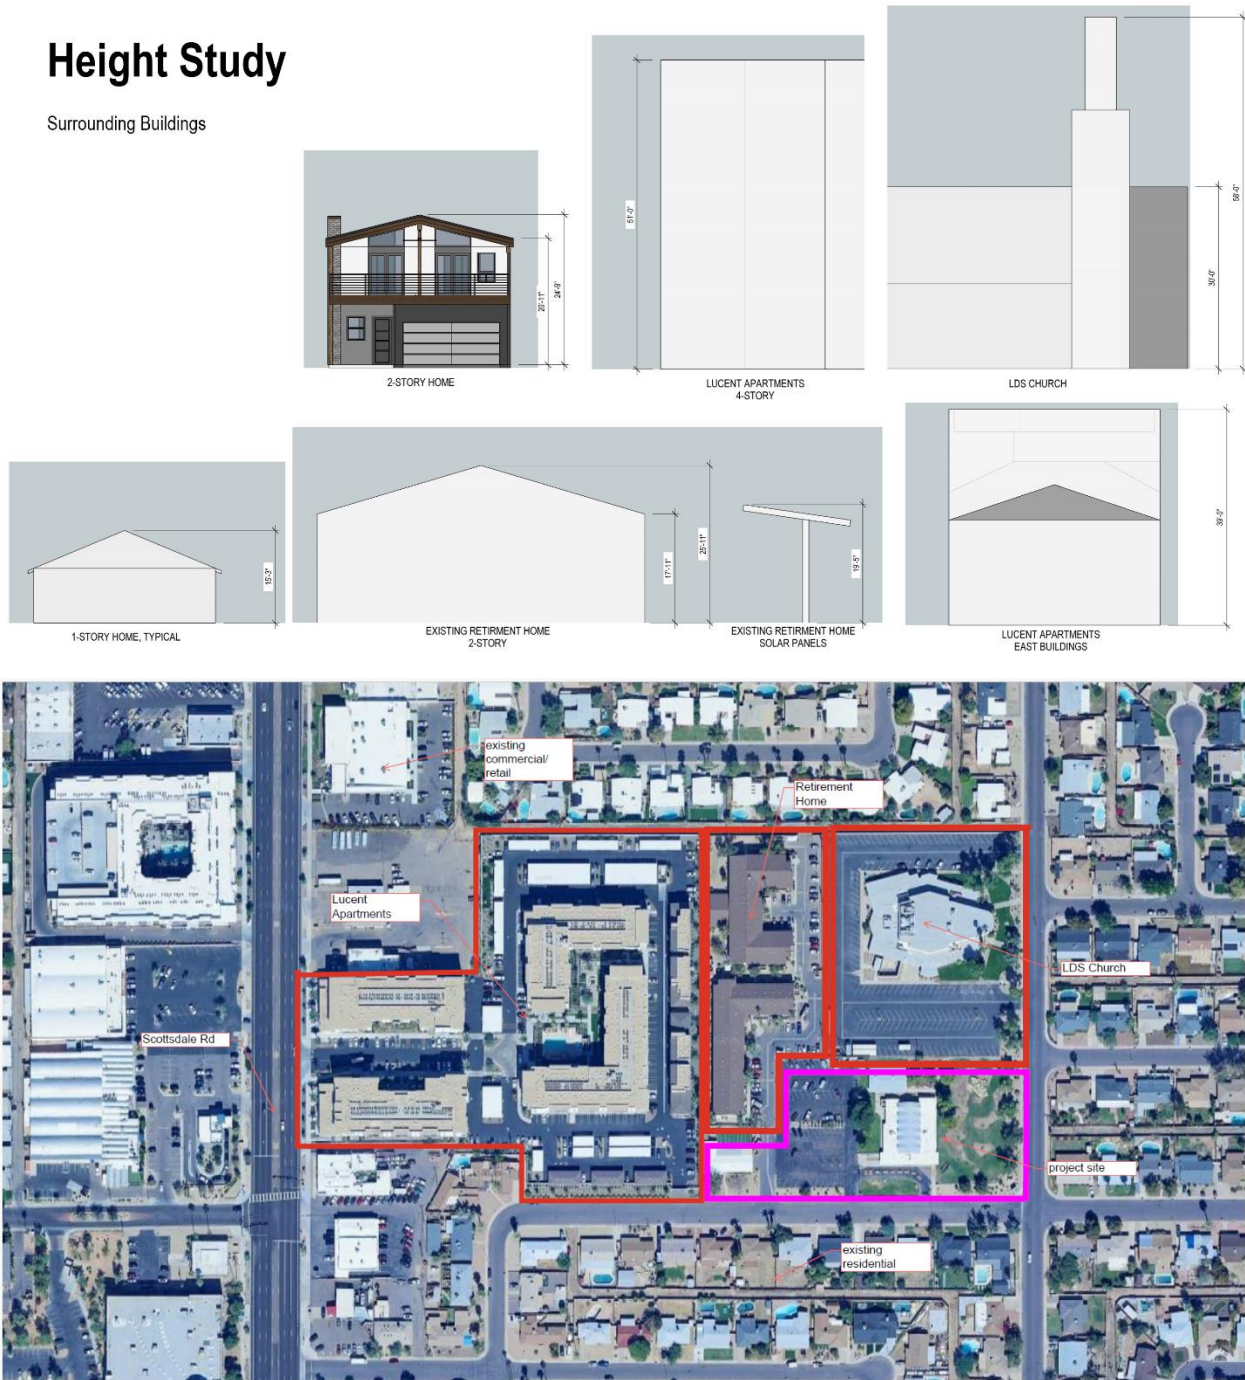 Height Study
Surrounding Buildings
20'-11"
24'-9"
2-STORY HOME
51'-0"
LUCENT APARTMENTS
4-STORY
30'-0"
58'-0"
LDS CHURCH
15'-3"
1-STORY HOME, TYPICAL
17'-11"
25'-11"
EXISTING RETIRMENT HOME
2-STORY
19'-5"
EXISTING RETIRMENT HOME
SOLAR PANELS
39'-0"
LUCENT APARTMENTS
EAST BUILDINGS
existing
commercial/
retail
Retirement
Home
Lucent
Apartments
LDS Church
Scottsdale Rd
project site
existing
residential